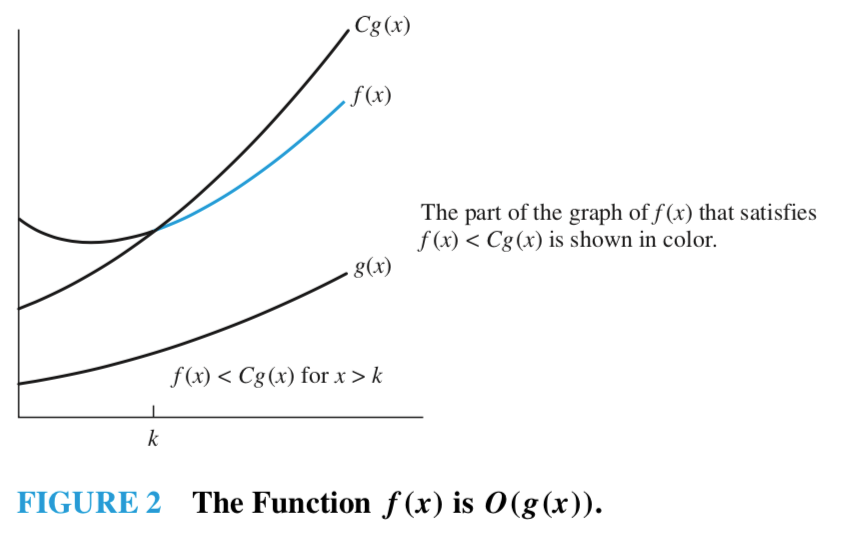 Cg(x)
f(x)
The part of the graph of f(x) that satisfies
f(x) < Cg(x) is shown in color.
g(x)
f(x) < Cg(x) for x > k
k
FIGURE 2 The Function f(x) is O(g(x)).